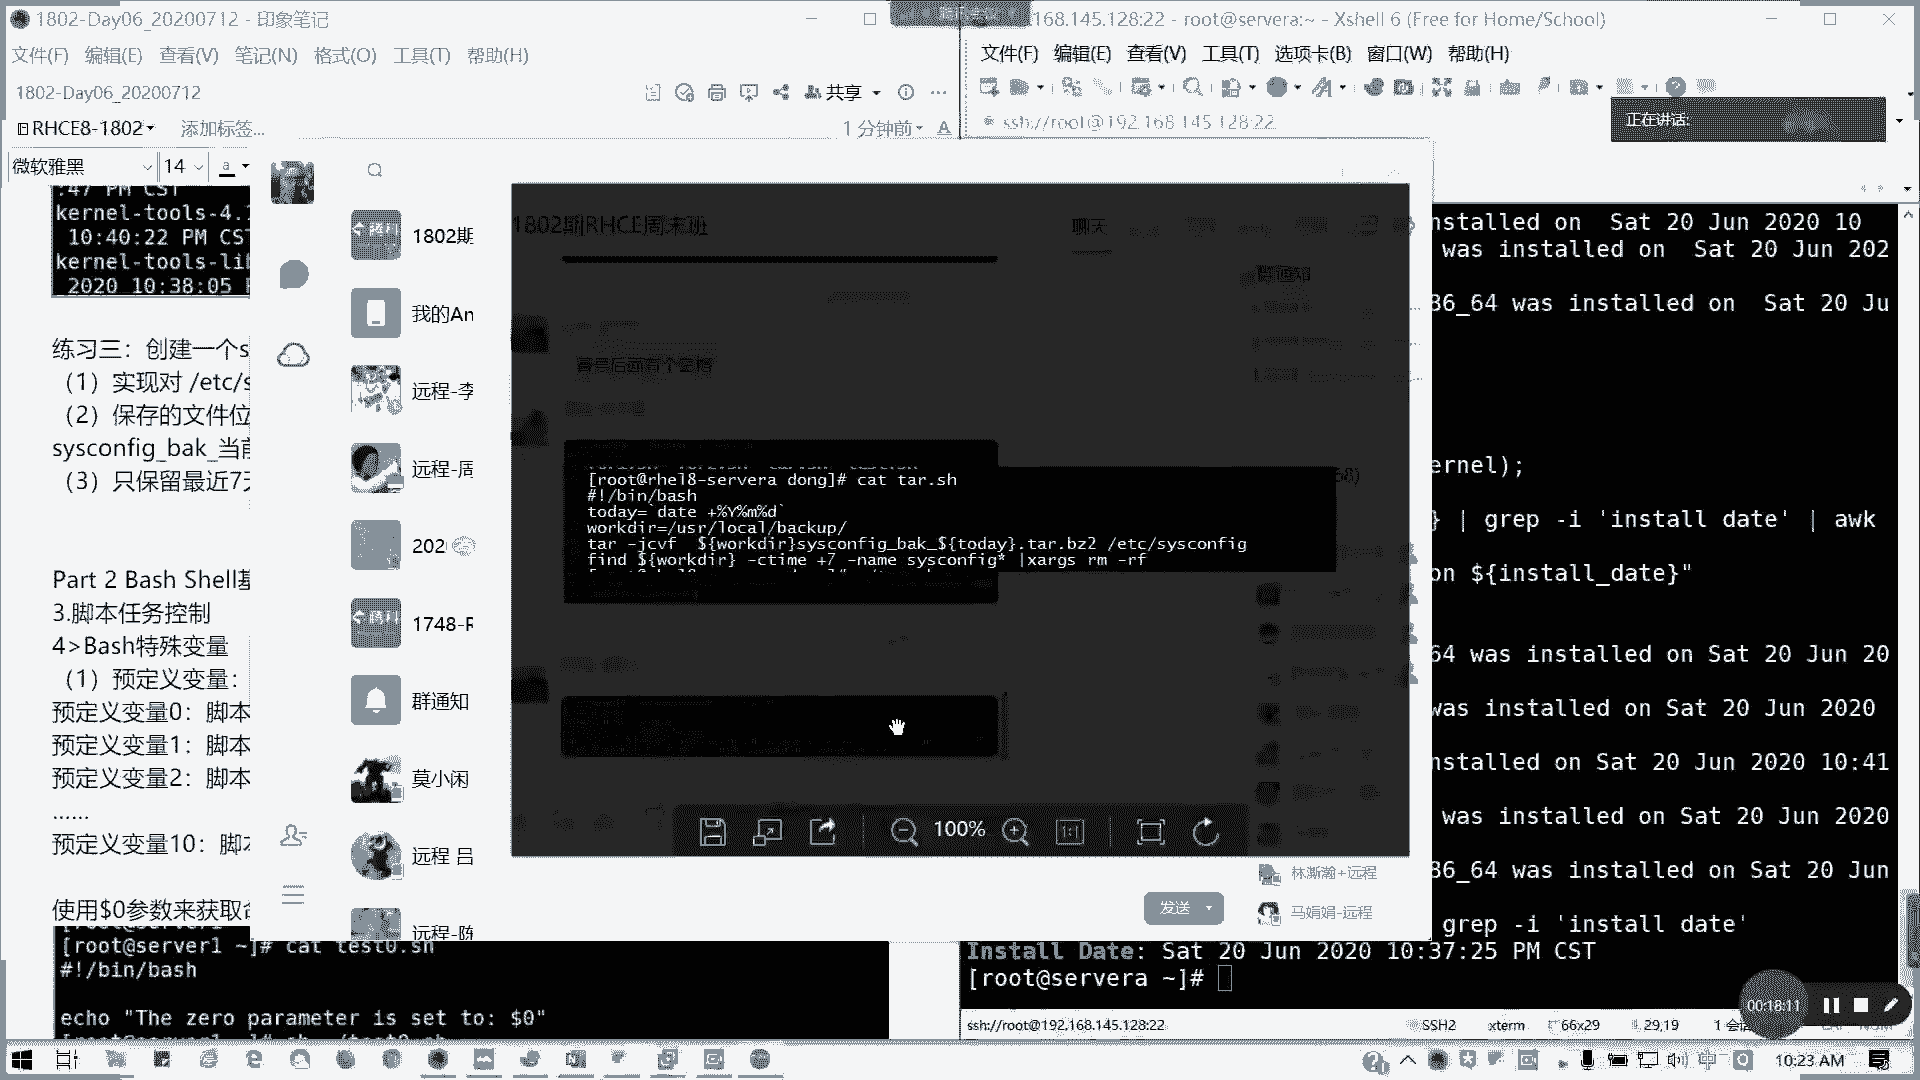 1802-Day06_20200712 - 印象笔记
文件(F) 编辑(E) 查看(V) 笔记(N) 格式(O) 工具(T) 帮助(H)
1802-Day06_20200712
共享
RHCE8-1802
添加标签...
1 分钟前
微软雅黑
14
:47 PM CST
kernel-tools-4.
10:40:22 PM CS
kernel-tools-li
2020 10:38:05
练习三：创建一个s
（1）实现对 /etc/s
（2）保存的文件位
sysconfig_bak_当前
（3）只保留最近7天
Part 2 Bash Shell基
3.脚本任务控制
4>Bash特殊变量
（1）预定义变量：
预定义变量0：脚本
预定义变量1：脚本
预定义变量2：脚本
......
预定义变量10：脚本
使用$0参数来获取命
[root@server1 ~]# cat test0.sh
#!/bin/bash
echo "The zero parameter is set to: $0"
1802期
我的An
远程-李
远程-周
202
1748-R
群通知
莫小闲
远程 吕
远程-陈
1802期RHCE周末班
聊天
[root@rhel8-servera dong]# cat tar.sh
#!/bin/bash
today=`date +%Y%m%d`
workdir=/usr/local/backup/
tar -jcvf  ${workdir}sysconfig_bak_${today}.tar.bz2 /etc/sysconfig
find ${workdir} -ctime +7 -name sysconfig* |xargs rm -rf
100%
1:1
发送
林澌瀚+远程
马娟娟-远程
168.145.128:22 - root@servera:~ - Xshell 6 (Free for Home/School)
文件(F) 编辑(E) 查看(V) 工具(T) 选项卡(B) 窗口(W) 帮助(H)
ssh://root@192.168.145.128:22
正在讲话:
nstalled on  Sat 20 Jun 2020 10
was installed on  Sat 20 Jun 202
86_64 was installed on  Sat 20 Ju
ernel);
} | grep -i 'install date' | awk
on ${install_date}"
64 was installed on Sat 20 Jun 20
was installed on Sat 20 Jun 2020
nstalled on Sat 20 Jun 2020 10:41
was installed on Sat 20 Jun 2020
86_64 was installed on Sat 20 Jun
grep -i 'install date'
Install Date: Sat 20 Jun 2020 10:37:25 PM CST
[root@servera ~]#
00:18:11
ssh://root@192.168.145.128:22
SSH2
xterm
66x29
29,19
10:23 AM